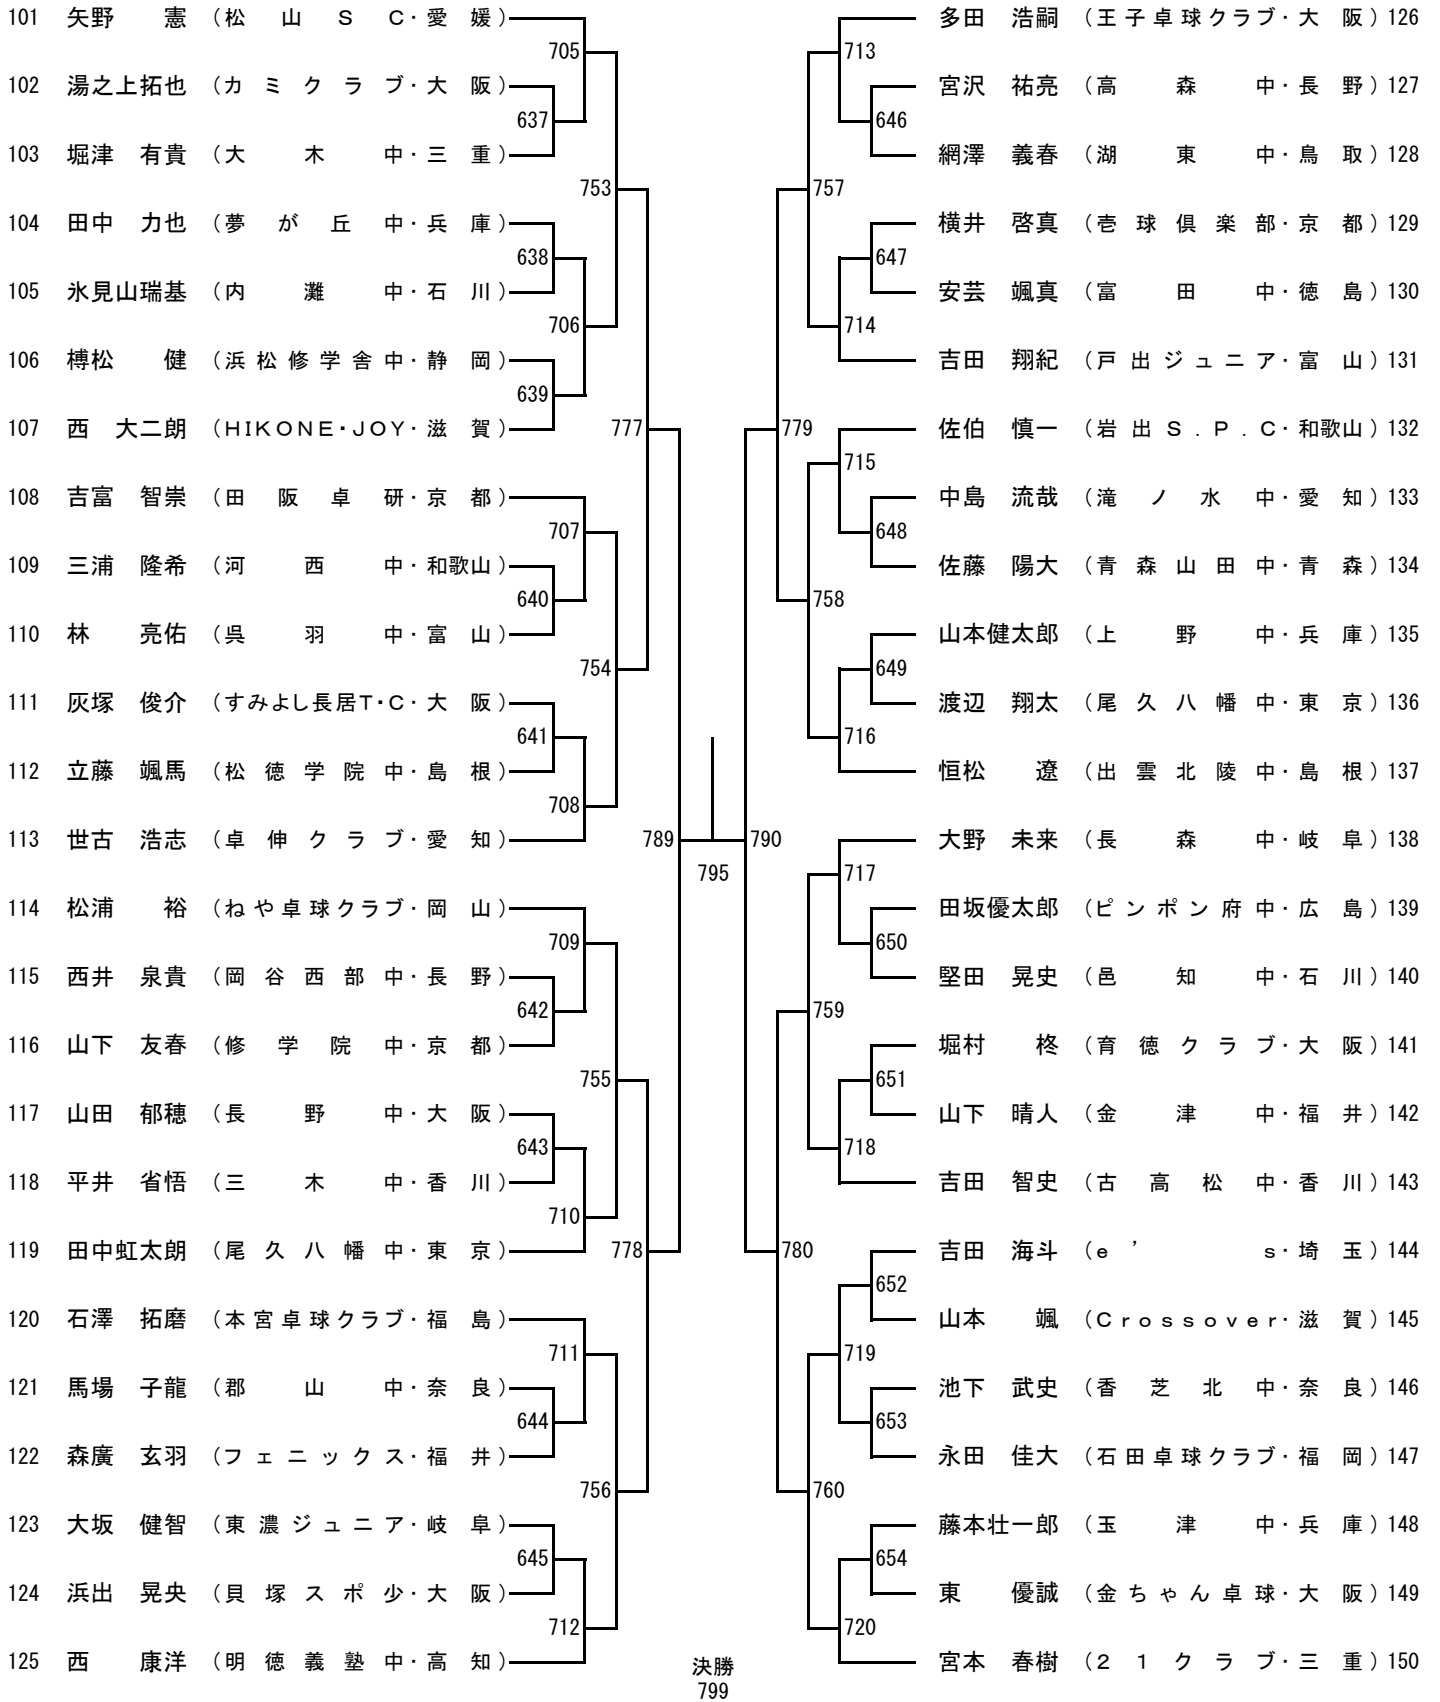 101 矢野 憲 (松山SC・愛媛)
705
102 湯之上拓也 (カミクラブ・大阪)
637
103 堀津 有貴 (大木中・三重)
753
104 田中 力也 (夢が丘中・兵庫)
638
105 氷見山瑞基 (内灘中・石川)
706
106 榑松 健 (浜松修学舎中・静岡)
639
107 西 大二朗 (HIKONE・JOY・滋賀)
777
108 吉富 智崇 (田阪卓研・京都)
707
109 三浦 隆希 (河西中・和歌山)
640
110 林 亮佑 (呉羽中・富山)
754
111 灰塚 俊介 (すみよし長居T・C・大阪)
641
112 立藤 颯馬 (松徳学院中・島根)
708
113 世古 浩志 (卓伸クラブ・愛知)
789
114 松浦 裕 (ねや卓球クラブ・岡山)
709
115 西井 泉貴 (岡谷西部中・長野)
642
116 山下 友春 (修学院中・京都)
755
117 山田 郁穂 (長野中・大阪)
643
118 平井 省悟 (三木中・香川)
710
119 田中虹太朗 (尾久八幡中・東京)
778
120 石澤 拓磨 (本宮卓球クラブ・福島)
711
121 馬場 子龍 (郡山中・奈良)
644
122 森廣 玄羽 (フェニックス・福井)
756
123 大坂 健智 (東濃ジュニア・岐阜)
645
124 浜出 晃央 (貝塚スポ少・大阪)
712
125 西 康洋 (明徳義塾中・高知)
795
決勝
799
多田 浩嗣 (王子卓球クラブ・大阪) 126
713
宮沢 祐亮 (高森中・長野) 127
646
網澤 義春 (湖東中・鳥取) 128
757
横井 啓真 (壱球倶楽部・京都) 129
647
安芸 颯真 (富田中・徳島) 130
714
吉田 翔紀 (戸出ジュニア・富山) 131
779
佐伯 慎一 (岩出S.P.C・和歌山) 132
715
中島 流哉 (滝ノ水中・愛知) 133
648
佐藤 陽大 (青森山田中・青森) 134
758
山本健太郎 (上野中・兵庫) 135
649
渡辺 翔太 (尾久八幡中・東京) 136
716
恒松 遼 (出雲北陵中・島根) 137
790
大野 未来 (長森中・岐阜) 138
717
田坂優太郎 (ピンポン府中・広島) 139
650
堅田 晃史 (邑知中・石川) 140
759
堀村 柊 (育徳クラブ・大阪) 141
651
山下 晴人 (金津中・福井) 142
718
吉田 智史 (古高松中・香川) 143
780
吉田 海斗 (e's・埼玉) 144
652
山本 颯 (Crossover・滋賀) 145
719
池下 武史 (香芝北中・奈良) 146
653
永田 佳大 (石田卓球クラブ・福岡) 147
760
藤本壮一郎 (玉津中・兵庫) 148
654
東 優誠 (金ちゃん卓球・大阪) 149
720
宮本 春樹 (21クラブ・三重) 150